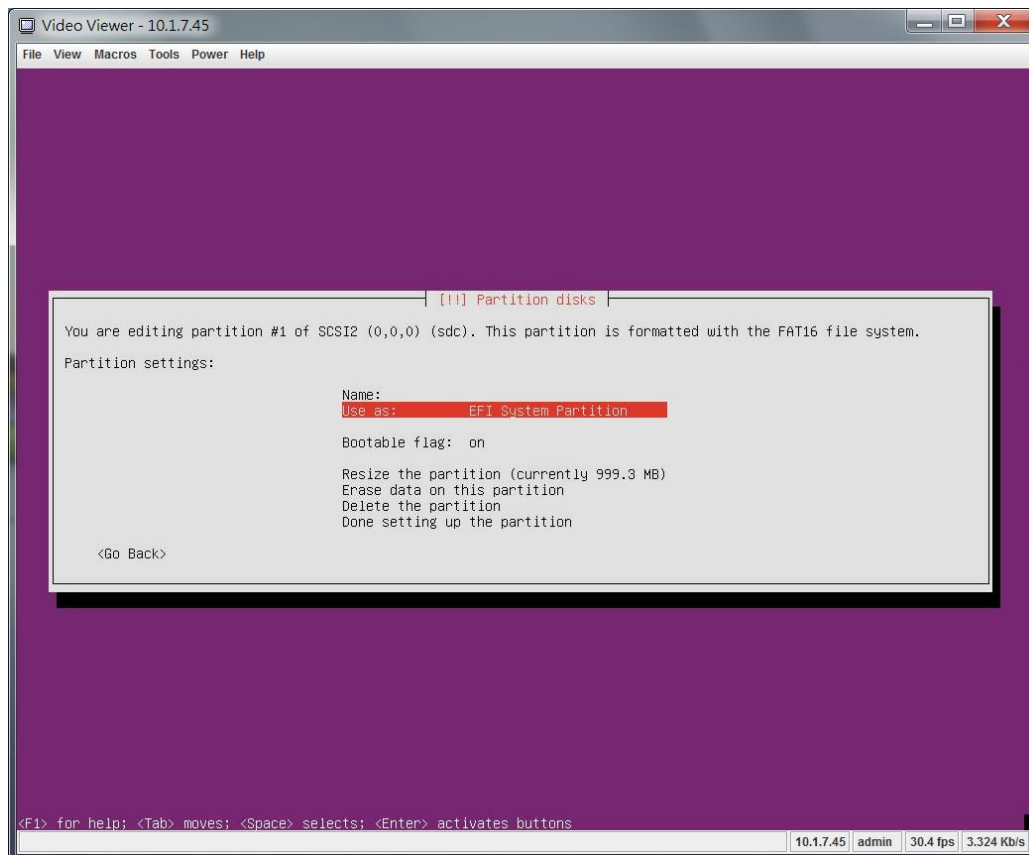 Video Viewer - 10.1.7.45
File View Macros Tools Power Help
[!!] Partition disks
You are editing partition #1 of SCSI2 (0,0,0) (sdc). This partition is formatted with the FAT16 file system.
Partition settings:
Name:
Use as: EFI System Partition
Bootable flag: on
Resize the partition (currently 999.3 MB)
Erase data on this partition
Delete the partition
Done setting up the partition
<Go Back>
<F1> for help; <Tab> moves; <Space> selects; <Enter> activates buttons
10.1.7.45 admin 30.4 fps 3.324 Kb/s